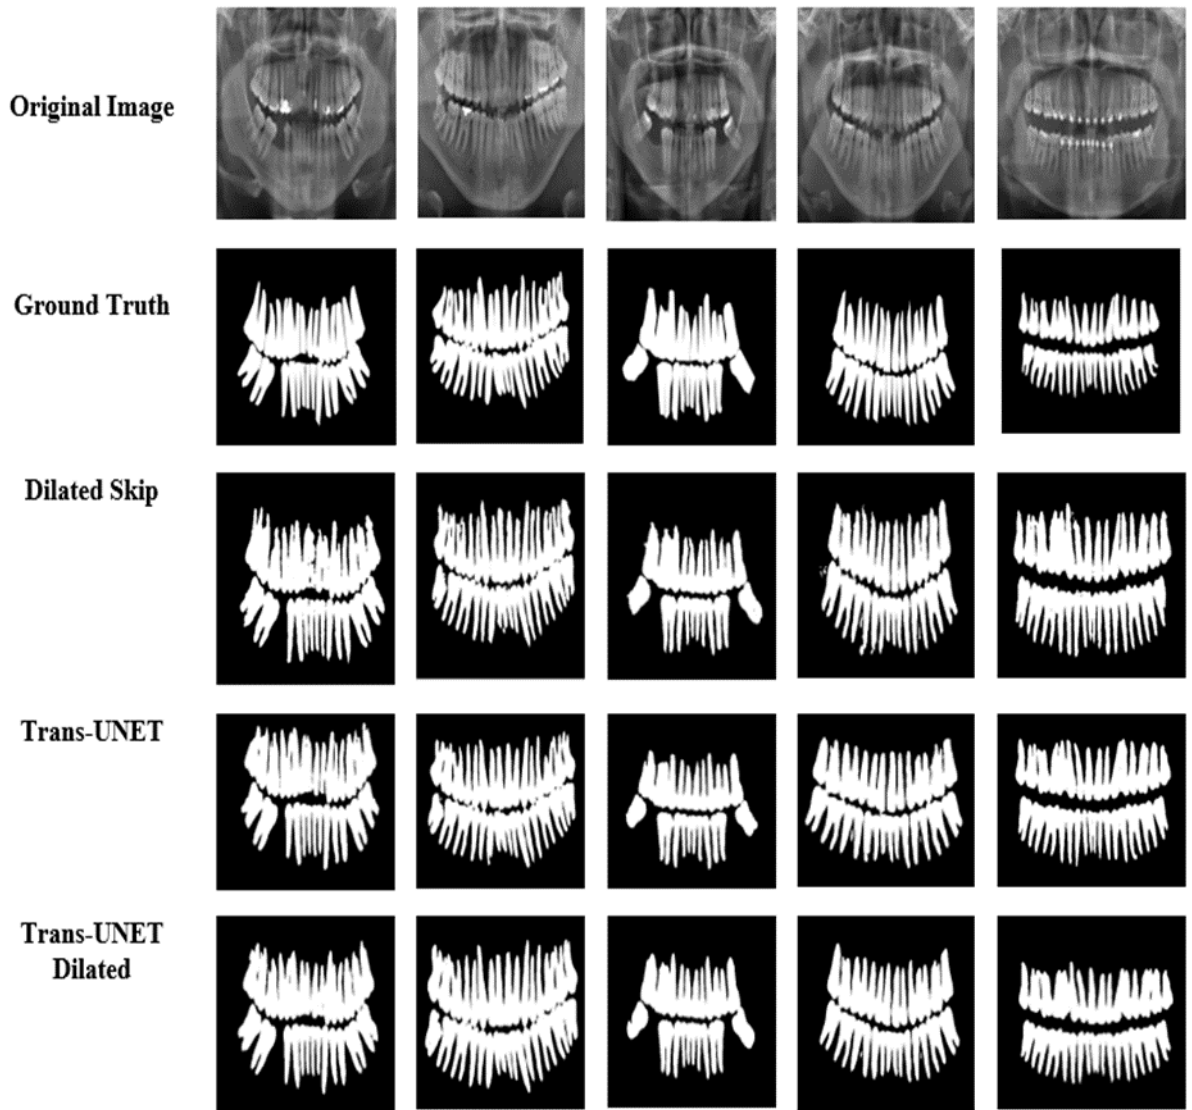 Original Image
Ground Truth
Dilated Skip
Trans-UNET
Trans-UNET
Dilated